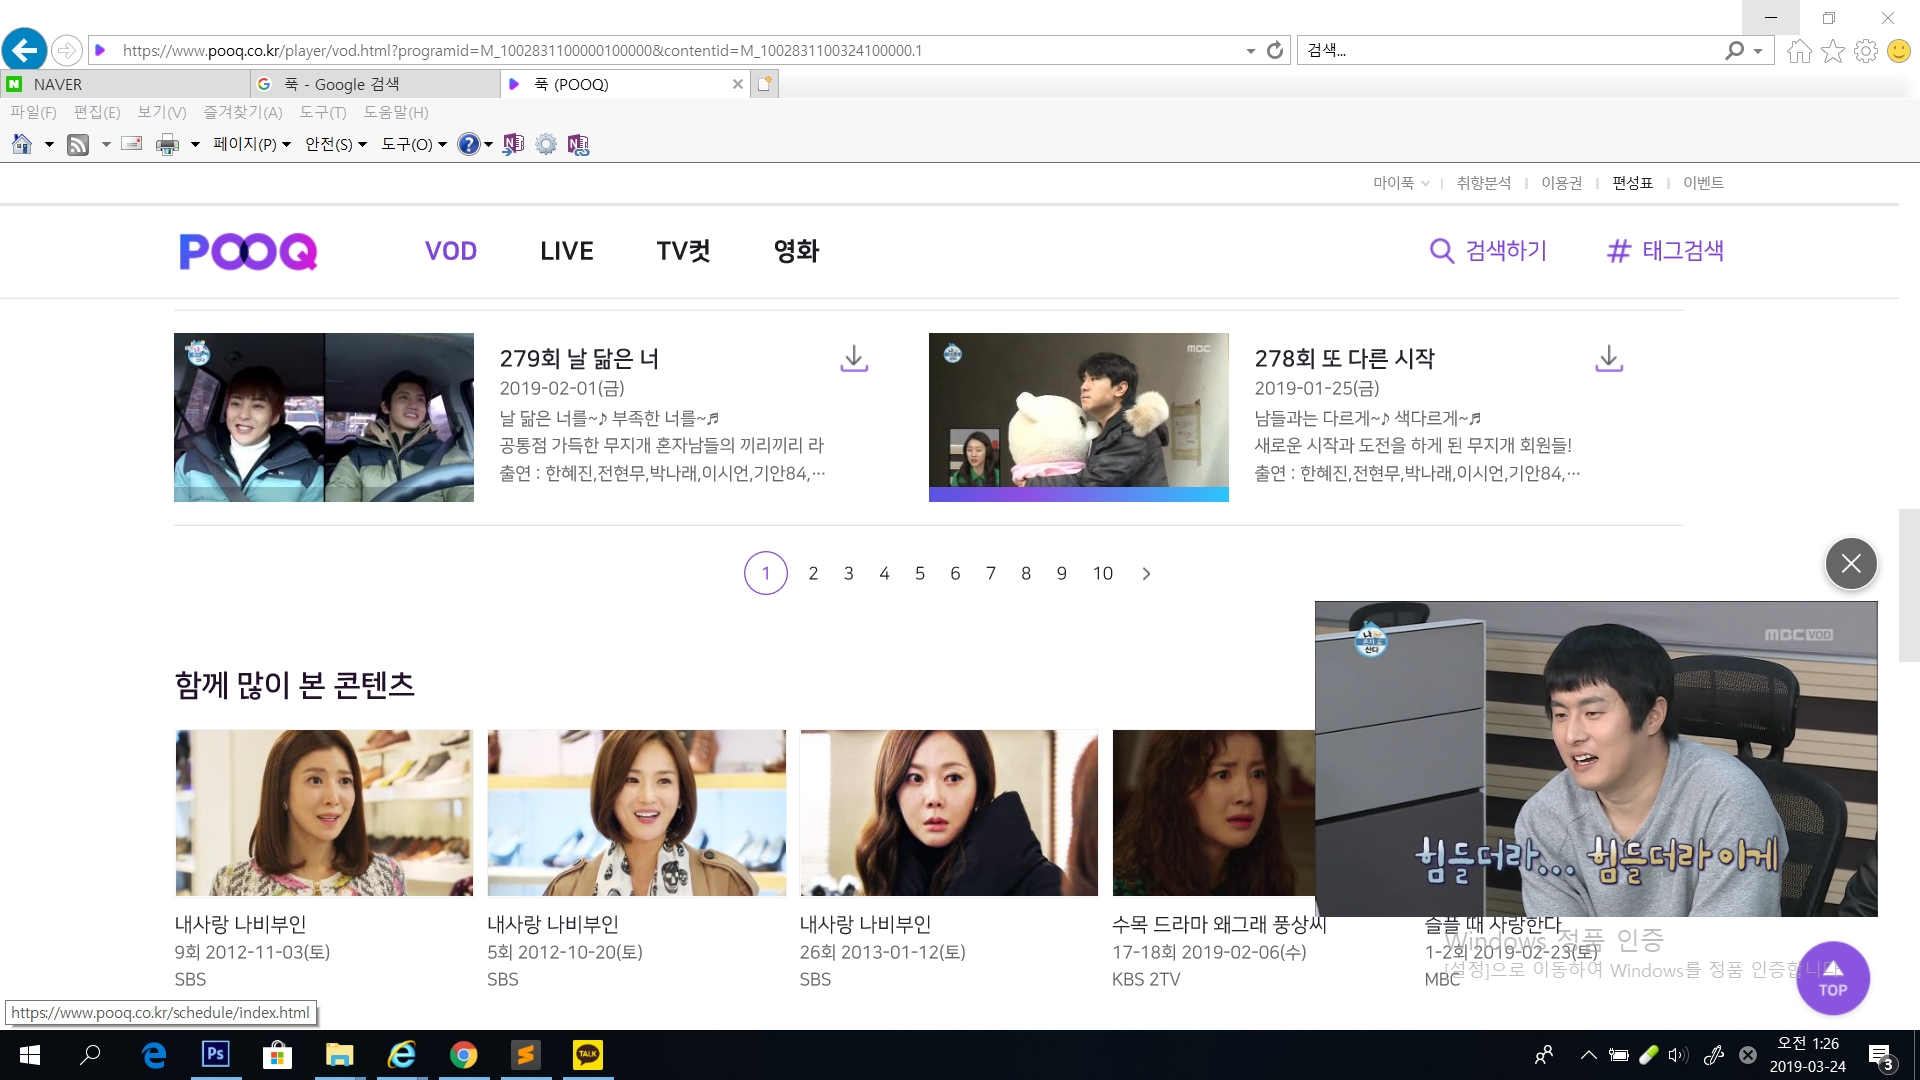 https://www.pooq.co.kr/player/vod.html?programid=M_1002831100000100000&contentid=M_1002831100324100000.1
검색...
NAVER
푹 - Google 검색
푹 (POOQ)
파일(F) 편집(E) 보기(V) 즐겨찾기(A) 도구(T) 도움말(H)
페이지(P) 안전(S) 도구(O)
마이푹 취향분석 이용권 편성표 이벤트
POOQ VOD LIVE TV컷 영화 검색하기 # 태그검색
279회 날 닮은 너
2019-02-01(금)
날 닮은 너를~♪ 부족한 너를~♬
공통점 가득한 무지개 혼자남들의 끼리끼리 라
출연 : 한혜진,전현무,박나래,이시언,기안84,…
MBC
278회 또 다른 시작
2019-01-25(금)
남들과는 다르게~♪ 색다르게~♬
새로운 시작과 도전을 하게 된 무지개 회원들!
출연 : 한혜진,전현무,박나래,이시언,기안84,…
1 2 3 4 5 6 7 8 9 10
함께 많이 본 콘텐츠
MBC VOD
힘들더라... 힘들더라 이게
내사랑 나비부인
9회 2012-11-03(토)
SBS
내사랑 나비부인
5회 2012-10-20(토)
SBS
내사랑 나비부인
26회 2013-01-12(토)
SBS
수목 드라마 왜그래 풍상씨
17-18회 2019-02-06(수)
KBS 2TV
슬플 때 사랑한다
1-2회 2019-02-23(토)
MBC
Windows 정품 인증
[설정]으로 이동하여 Windows를 정품 인증합니다.
TOP
https://www.pooq.co.kr/schedule/index.html
Ps
TALK
오전 1:26
2019-03-24
3